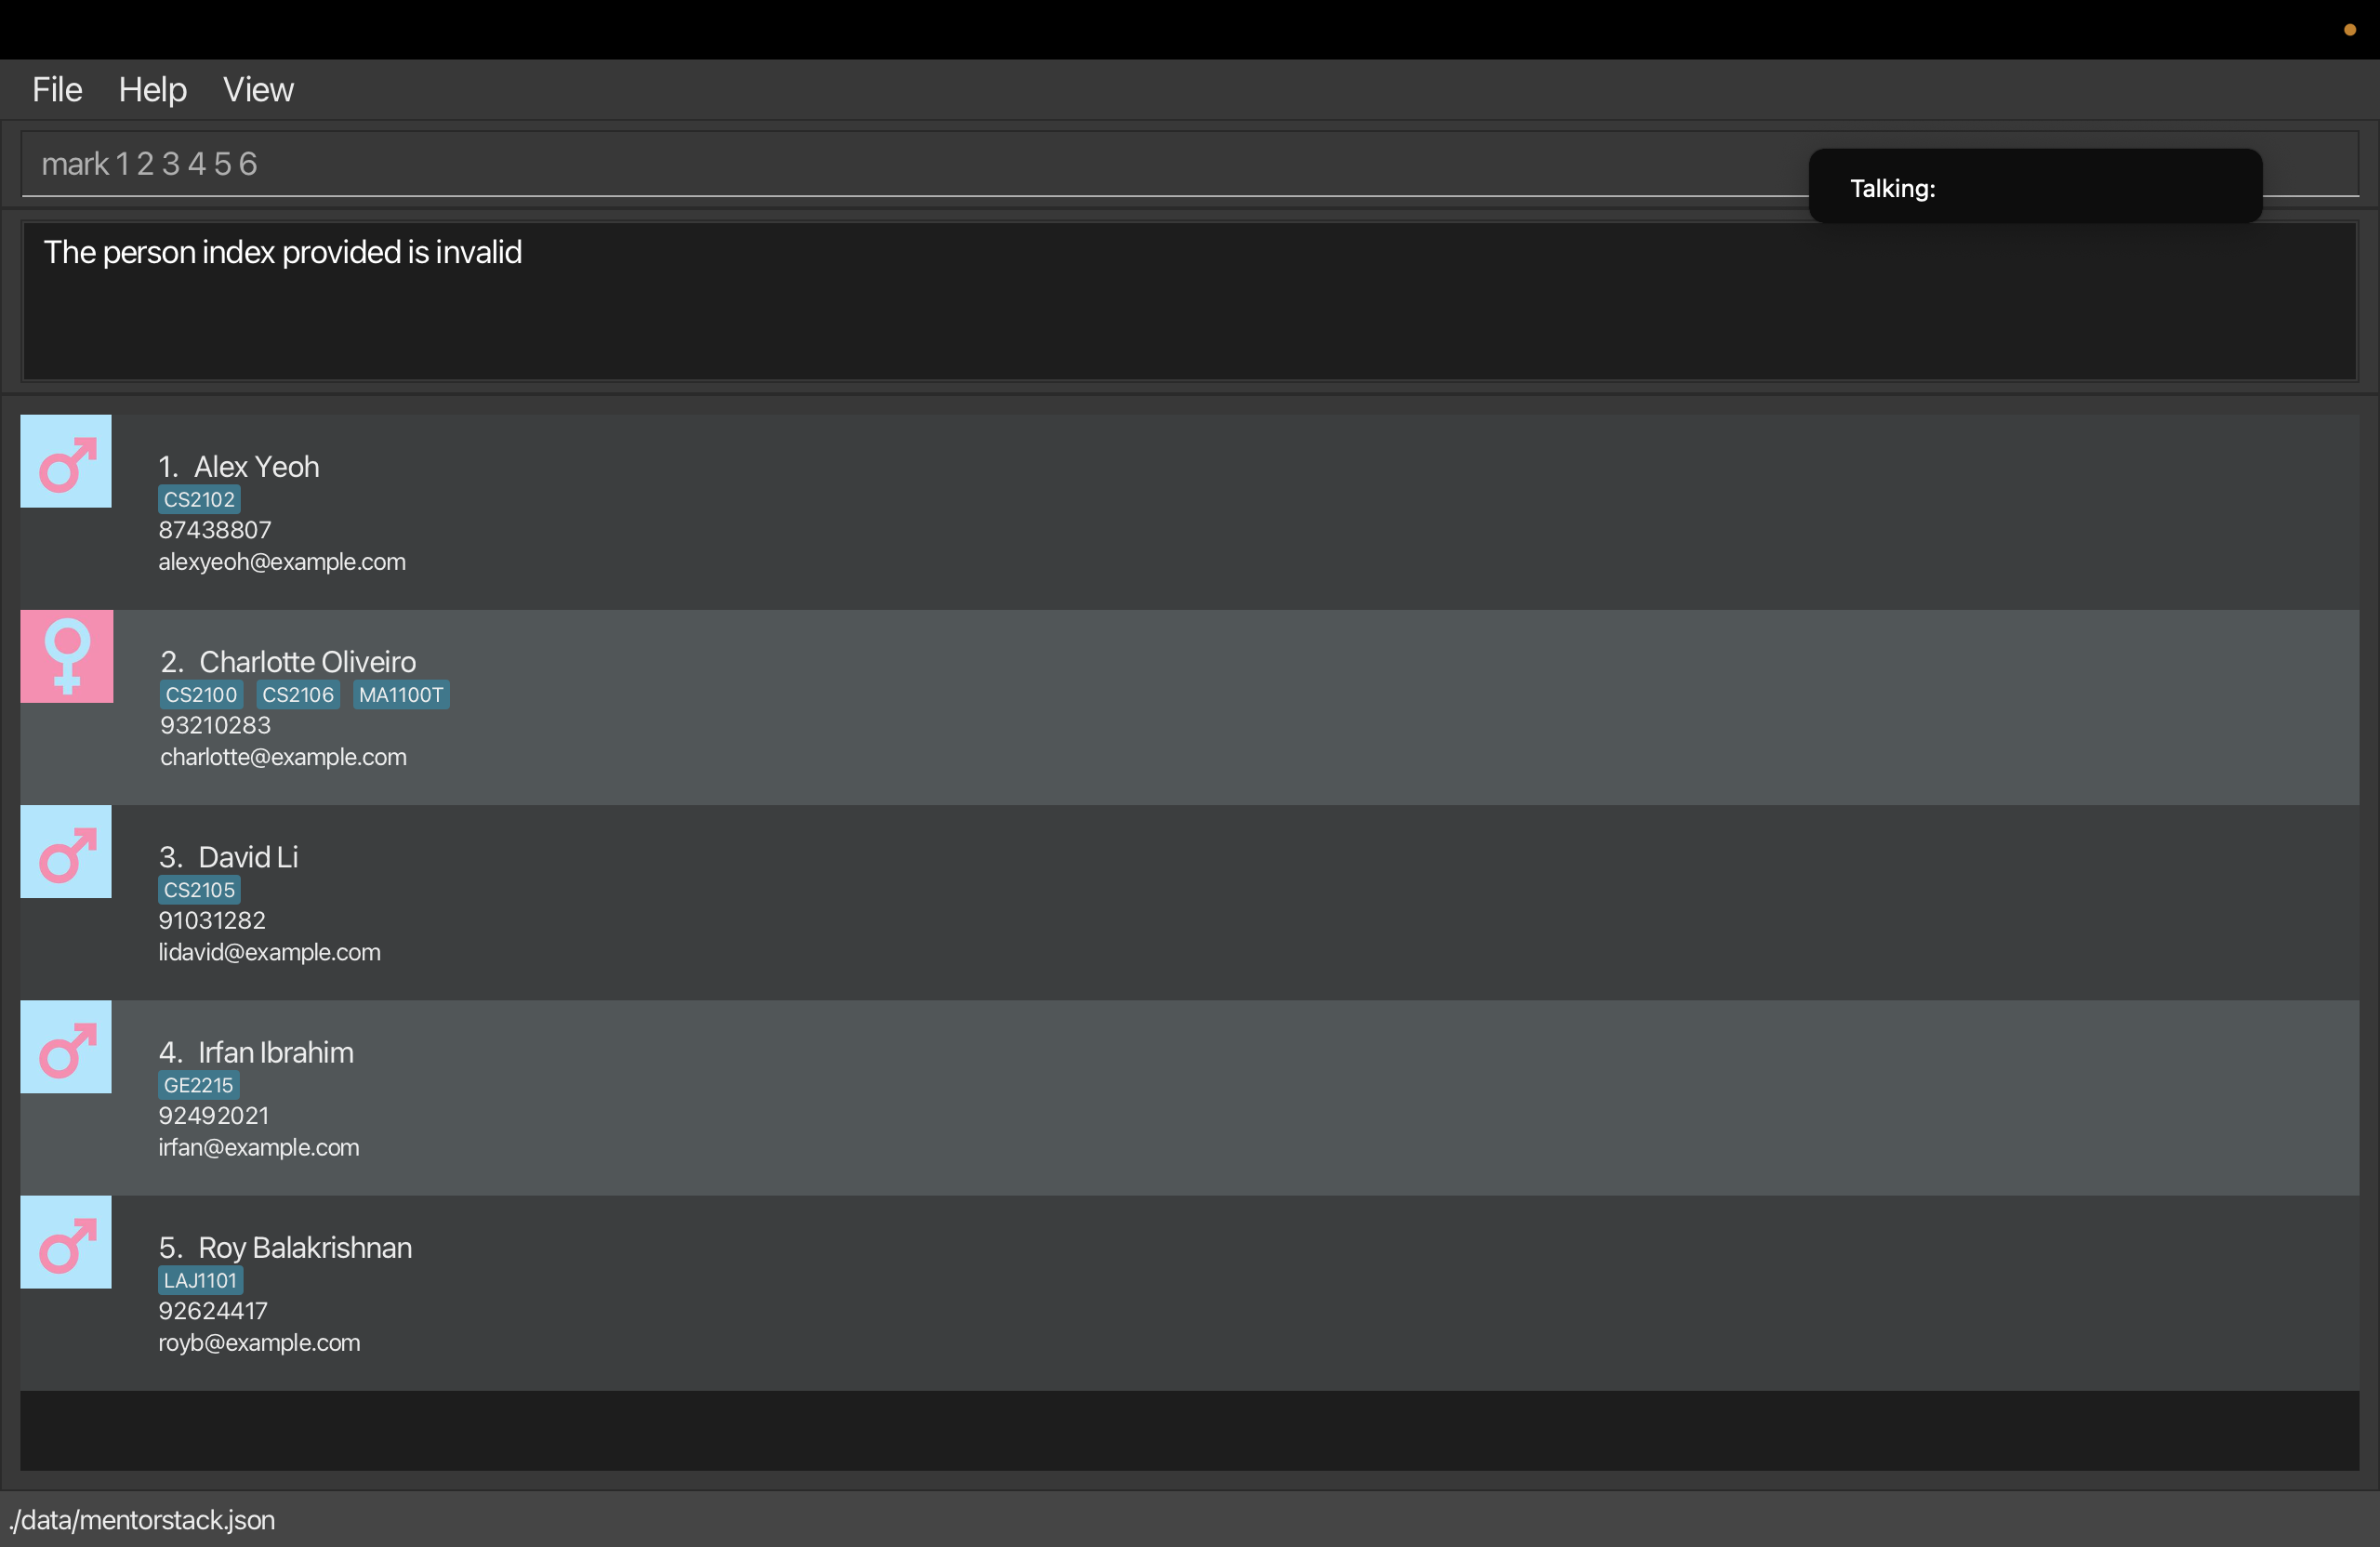 File Help View
mark 1 2 3 4 5 6
Talking:
The person index provided is invalid
1. Alex Yeoh
CS2102
87438807
alexyeoh@example.com
2. Charlotte Oliveiro
CS2100 CS2106 MA1100T
93210283
charlotte@example.com
3. David Li
CS2105
91031282
lidavid@example.com
4. Irfan Ibrahim
GE2215
92492021
irfan@example.com
5. Roy Balakrishnan
LAJ1101
92624417
royb@example.com
./data/mentorstack.json